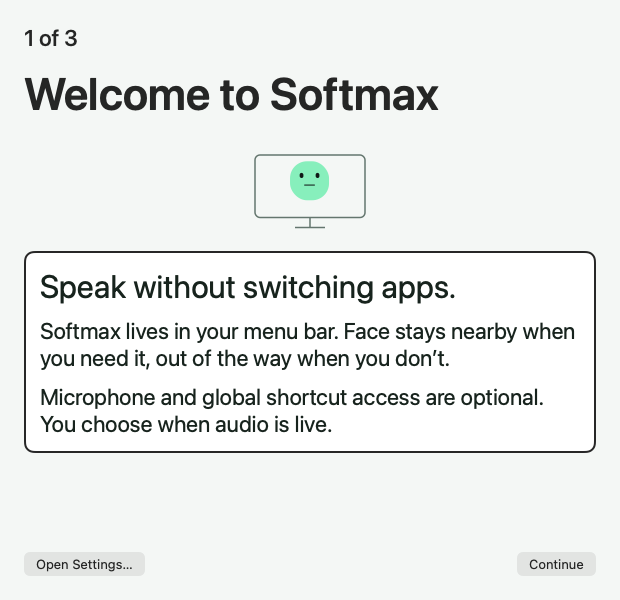 1 of 3
Welcome to Softmax
Speak without switching apps.
Softmax lives in your menu bar. Face stays nearby when
you need it, out of the way when you don’t.
Microphone and global shortcut access are optional.
You choose when audio is live.
Open Settings...
Continue